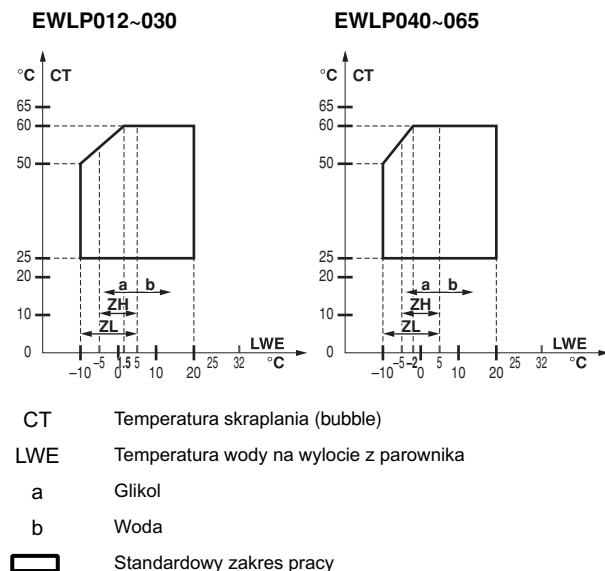 EWLP012~030
°C CT
65
60
50
25
20
10
0
a b
ZH
ZL
LWE
°C
–10 –5 0 1.5 5 10 20 25 32
EWLP040~065
°C CT
65
60
50
25
20
10
0
a b
ZH
ZL
LWE
°C
–10 –5 –2 0 5 10 20 25 32
CT Temperatura skraplania (bubble)
LWE Temperatura wody na wylocie z parownika
a Glikol
b Woda
Standardowy zakres pracy